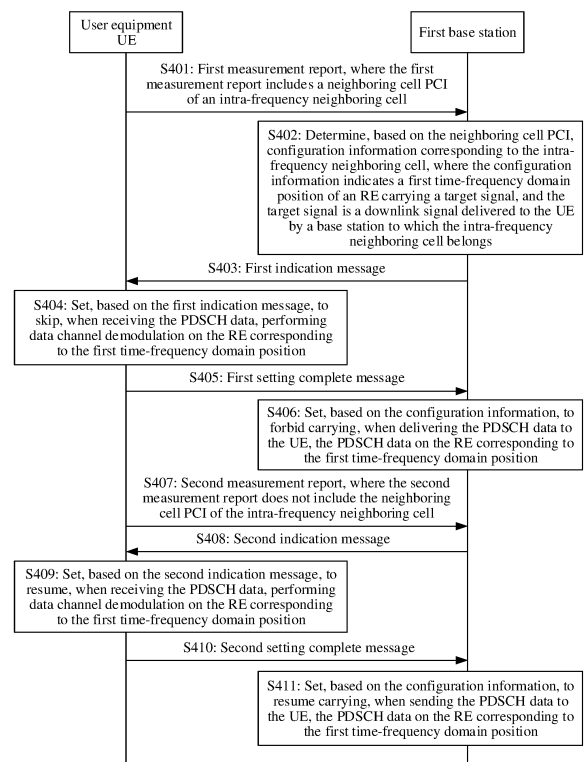 User equipment
UE
First base station
S401: First measurement report, where the first
measurement report includes a neighboring cell PCI
of an intra-frequency neighboring cell
S402: Determine, based on the neighboring cell PCI,
configuration information corresponding to the intra-
frequency neighboring cell, where the configuration
information indicates a first time-frequency domain
position of an RE carrying a target signal, and the
target signal is a downlink signal delivered to the UE
by a base station to which the intra-frequency
neighboring cell belongs
S403: First indication message
S404: Set, based on the first indication message, to
skip, when receiving the PDSCH data, performing
data channel demodulation on the RE corresponding
to the first time-frequency domain position
S405: First setting complete message
S406: Set, based on the configuration information, to
forbid carrying, when delivering the PDSCH data to
the UE, the PDSCH data on the RE corresponding to
the first time-frequency domain position
S407: Second measurement report, where the second
measurement report does not include the neighboring
cell PCI of the intra-frequency neighboring cell
S408: Second indication message
S409: Set, based on the second indication message, to
resume, when receiving the PDSCH data, performing
data channel demodulation on the RE corresponding
to the first time-frequency domain position
S410: Second setting complete message
S411: Set, based on the configuration information, to
resume carrying, when sending the PDSCH data to
the UE, the PDSCH data on the RE corresponding to
the first time-frequency domain position